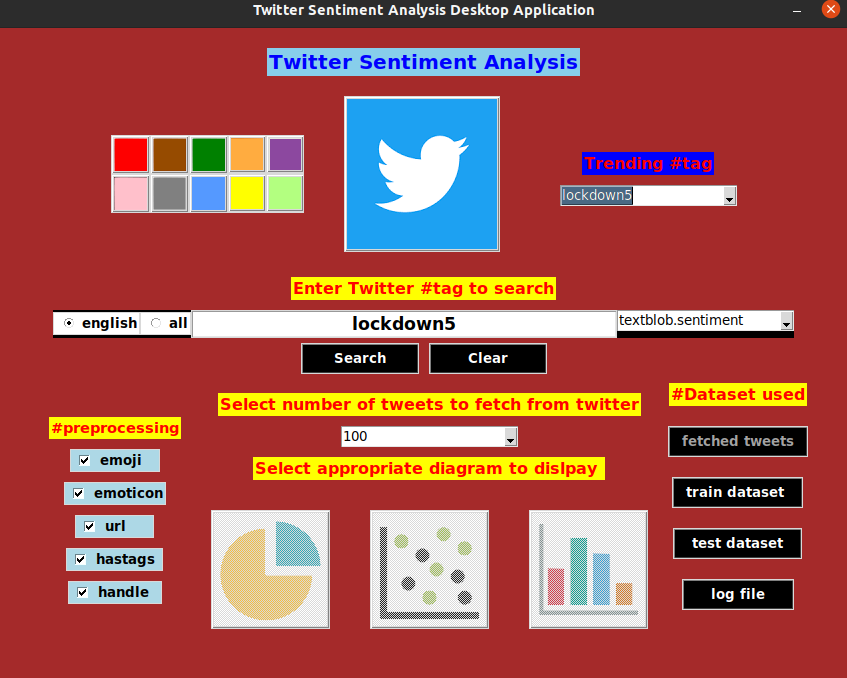 Twitter Sentiment Analysis Desktop Application
Twitter Sentiment Analysis
Trending #tag
lockdown5
Enter Twitter #tag to search
english all lockdown5 textblob.sentiment
Search Clear
#Dataset used
Select number of tweets to fetch from twitter
#preprocessing
100
fetched tweets
emoji
Select appropriate diagram to dislpay
emoticon
train dataset
url
test dataset
hastags
handle
log file